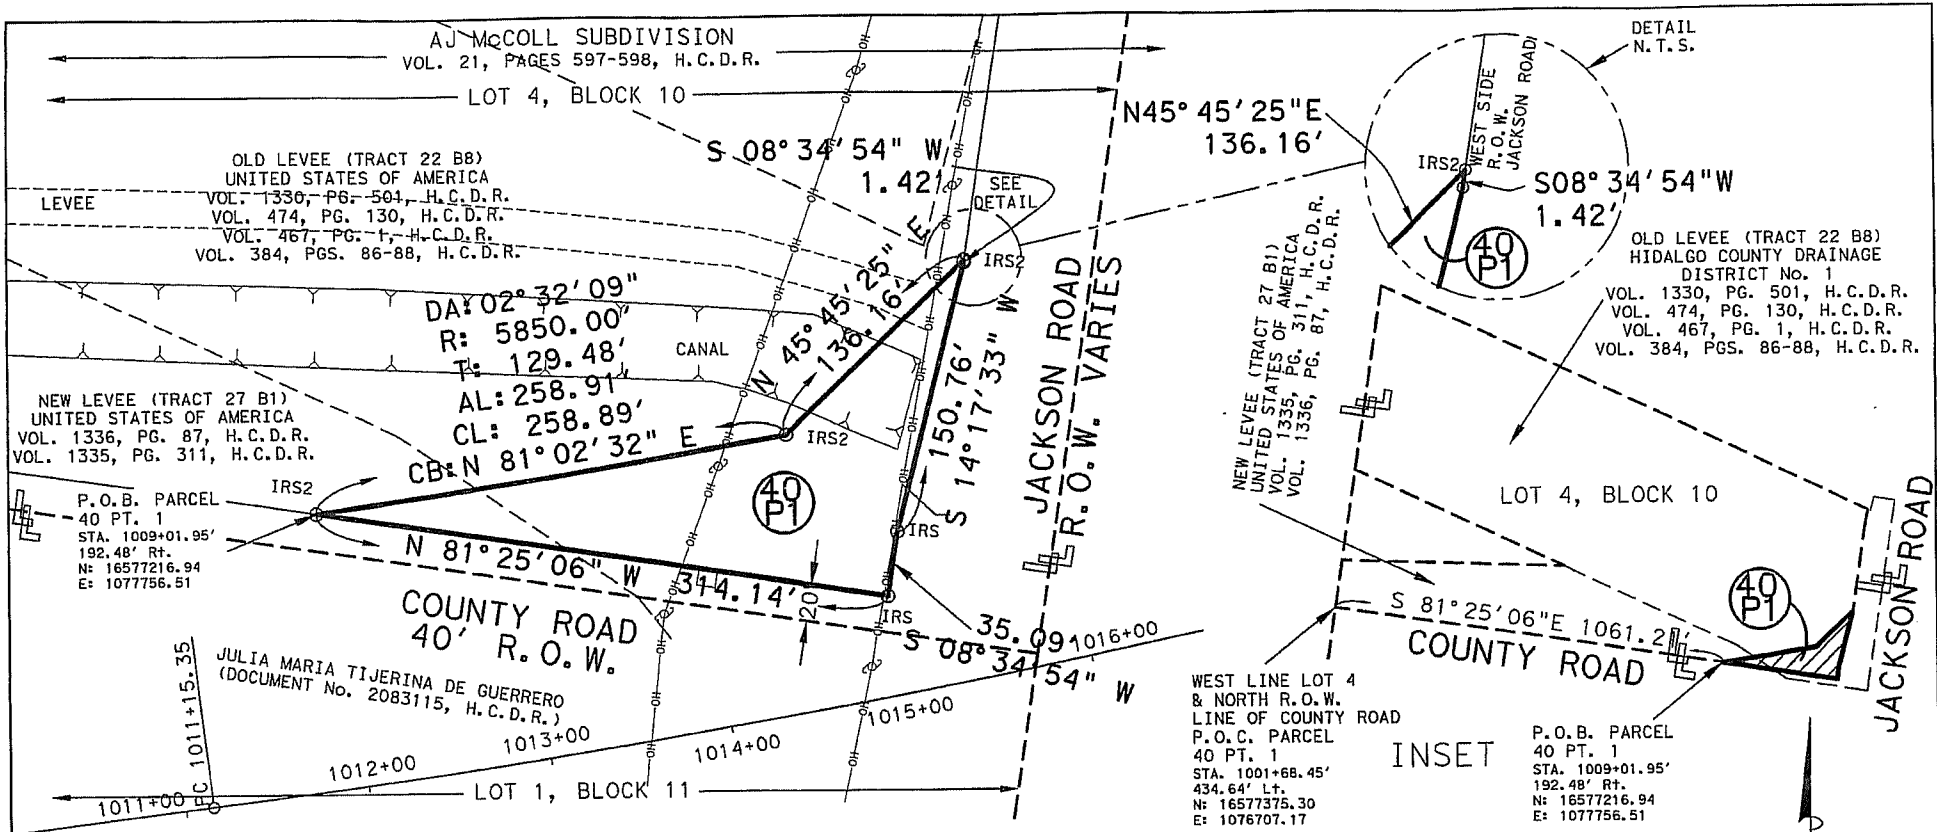 AJ McCOLL SUBDIVISION
VOL. 21, PAGES 597-598, H.C.D.R.
LOT 4, BLOCK 10
OLD LEVEE (TRACT 22 B8)
UNITED STATES OF AMERICA
VOL. 1330, PG. 501, H.C.D.R.
VOL. 474, PG. 130, H.C.D.R.
VOL. 467, PG. 1, H.C.D.R.
VOL. 384, PGS. 86-88, H.C.D.R.
LEVEE
S 08°34'54" W
1.42'
SEE
DETAIL
IRS2
DA: 02°32'09"
R: 5850.00'
T: 129.48'
AL: 258.91'
CL: 258.89'
CB: N 81°02'32" E
CANAL
N 45°45'25" E
136.16'
IRS2
NEW LEVEE (TRACT 27 B1)
UNITED STATES OF AMERICA
VOL. 1336, PG. 87, H.C.D.R.
VOL. 1335, PG. 311, H.C.D.R.
IRS2
P.O.B. PARCEL
40 PT. 1
STA. 1009+01.95'
192.48' Rt.
N: 16577216.94
E: 1077756.51
40
P1
150.76'
S 14°17'33" W
IRS
JACKSON ROAD
R.O.W. VARIES
N 81°25'06" W 314.14'
20'
IRS
35.09'
S 08°34'54" W
COUNTY ROAD
40' R.O.W.
JULIA MARIA TIJERINA DE GUERRERO
(DOCUMENT No. 2083115, H.C.D.R.)
PC 1011+15.35
1011+00
1012+00
1013+00
1014+00
1015+00
1016+00
LOT 1, BLOCK 11
DETAIL
N.T.S.
N45°45'25"E
136.16'
IRS2
WEST SIDE
R.O.W.
JACKSON ROAD
S08°34'54"W
1.42'
40
P1
OLD LEVEE (TRACT 22 B8)
HIDALGO COUNTY DRAINAGE
DISTRICT No. 1
VOL. 1330, PG. 501, H.C.D.R.
VOL. 474, PG. 130, H.C.D.R.
VOL. 467, PG. 1, H.C.D.R.
VOL. 384, PGS. 86-88, H.C.D.R.
NEW LEVEE (TRACT 27 B1)
UNITED STATES OF AMERICA
VOL. 1335, PG. 311, H.C.D.R.
VOL. 1336, PG. 87, H.C.D.R.
LOT 4, BLOCK 10
40
P1
JACKSON ROAD
S 81°25'06"E
COUNTY ROAD
WEST LINE LOT 4
& NORTH R.O.W.
LINE OF COUNTY ROAD
P.O.C. PARCEL
40 PT. 1
STA. 1001+68.45'
434.64' Lt.
N: 16577375.30
E: 1076707.17
INSET
P.O.B. PARCEL
40 PT. 1
STA. 1009+01.95'
192.48' Rt.
N: 16577216.94
E: 1077756.51